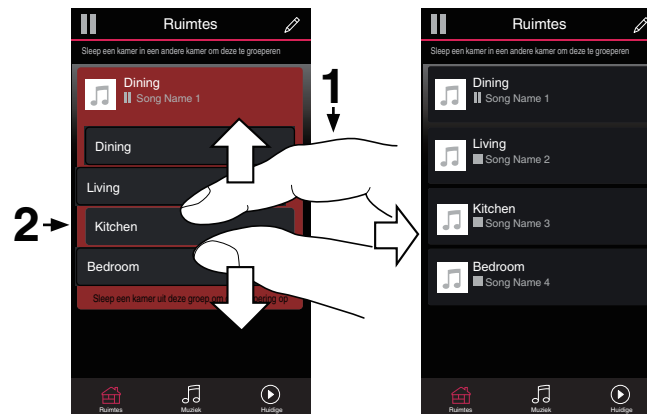 Ruimtes
Sleep een kamer in een andere kamer om deze te groeperen
Dining
Song Name 1
Dining
Living
Kitchen
Bedroom
Sleep een kamer uit deze groep om pering op
Ruimtes
Muziek
Huidige
1
2
Ruimtes
Sleep een kamer in een andere kamer om deze te groeperen
Dining
Song Name 1
Living
Song Name 2
Kitchen
Song Name 3
Bedroom
Song Name 4
Ruimtes
Muziek
Huidige